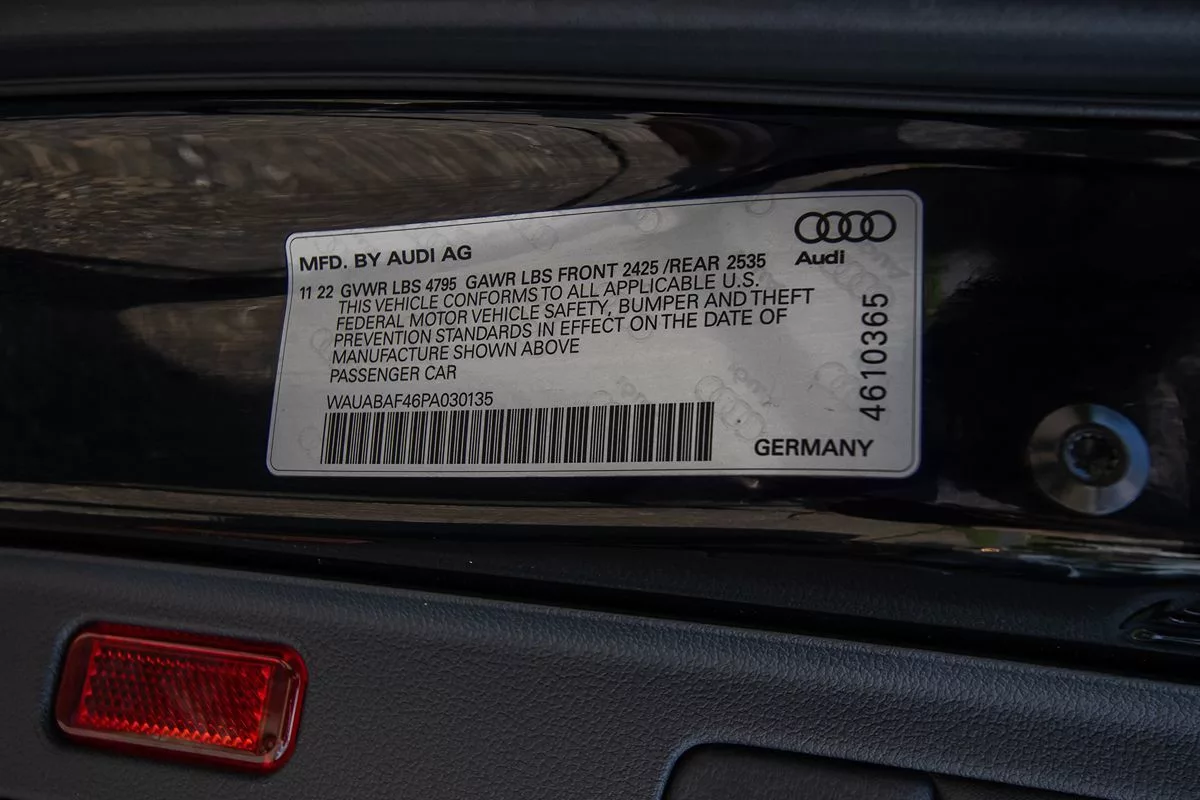 Audi
MFD. BY AUDI AG
11 22 GVWR LBS 4795 GAWR LBS FRONT 2425 /REAR 2535
THIS VEHICLE CONFORMS TO ALL APPLICABLE U.S.
FEDERAL MOTOR VEHICLE SAFETY, BUMPER AND THEFT
PREVENTION STANDARDS IN EFFECT ON THE DATE OF
MANUFACTURE SHOWN ABOVE
PASSENGER CAR
WAUABAF46PA030135
GERMANY
4610365